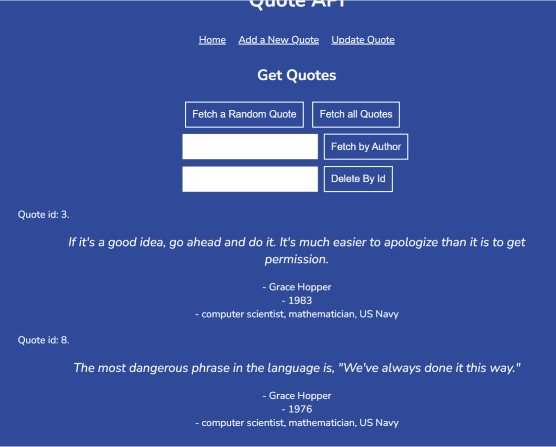 Quote API
Home Add a New Quote Update Quote
Get Quotes
Fetch a Random Quote Fetch all Quotes
Fetch by Author
Delete By Id
Quote id: 3.
If it's a good idea, go ahead and do it. It's much easier to apologize than it is to get
permission.
- Grace Hopper
- 1983
- computer scientist, mathematician, US Navy
Quote id: 8.
The most dangerous phrase in the language is, "We've always done it this way."
- Grace Hopper
- 1976
- computer scientist, mathematician, US Navy